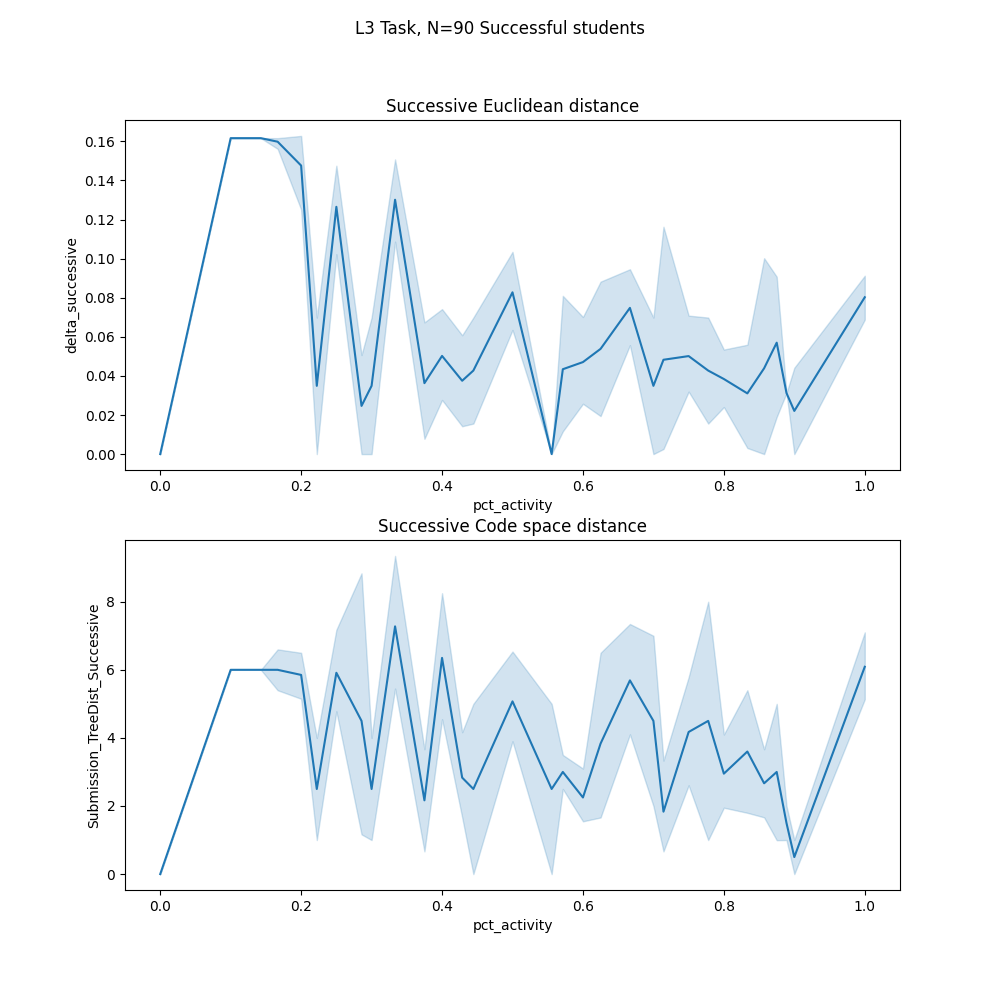 L3 Task, N=90 Successful students
Successive Euclidean distance
delta_successive
0.16
0.14
0.12
0.10
0.08
0.06
0.04
0.02
0.00
0.0 0.2 0.4 0.6 0.8 1.0
pct_activity
Successive Code space distance
Submission_TreeDist_Successive
8
6
4
2
0
0.0 0.2 0.4 0.6 0.8 1.0
pct_activity